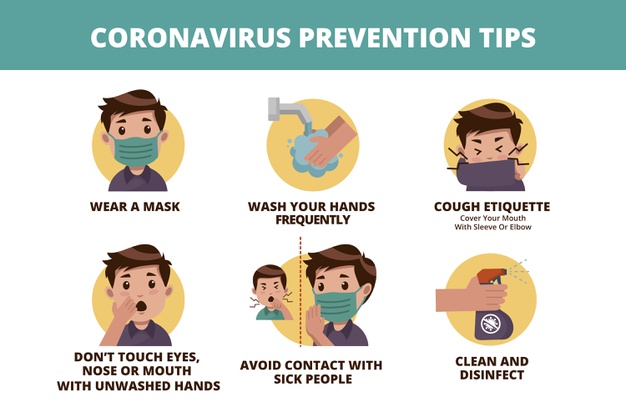 CORONAVIRUS PREVENTION TIPS
WEAR A MASK
WASH YOUR HANDS
FREQUENTLY
COUGH ETIQUETTE
Cover Your Mouth
With Sleeve Or Elbow
DON'T TOUCH EYES,
NOSE OR MOUTH
WITH UNWASHED HANDS
AVOID CONTACT WITH
SICK PEOPLE
CLEAN AND
DISINFECT